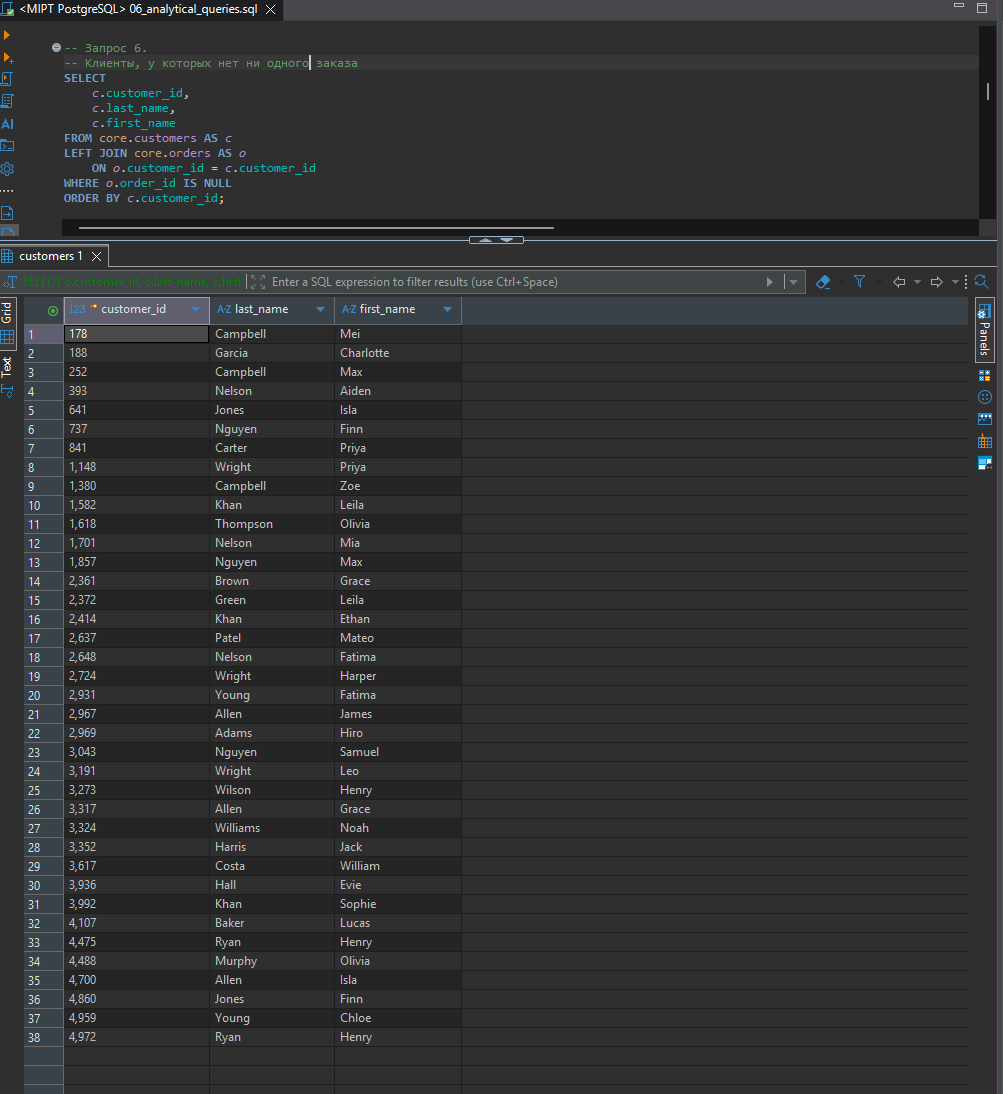 <MIPT PostgreSQL> 06_analytical_queries.sql
-- Запрос 6.
-- Клиенты, у которых нет ни одного заказа
SELECT
c.customer_id,
c.last_name,
c.first_name
FROM core.customers AS c
LEFT JOIN core.orders AS o
ON o.customer_id = c.customer_id
WHERE o.order_id IS NULL
ORDER BY c.customer_id;
AI
customers 1
SELECT c.customer_id, c.last_name, c.first Enter a SQL expression to filter results (use Ctrl+Space)
Grid
Text
Panels
123 customer_id A-Z last_name A-Z first_name
1 178 Campbell Mei
2 188 Garcia Charlotte
3 252 Campbell Max
4 393 Nelson Aiden
5 641 Jones Isla
6 737 Nguyen Finn
7 841 Carter Priya
8 1,148 Wright Priya
9 1,380 Campbell Zoe
10 1,582 Khan Leila
11 1,618 Thompson Olivia
12 1,701 Nelson Mia
13 1,857 Nguyen Max
14 2,361 Brown Grace
15 2,372 Green Leila
16 2,414 Khan Ethan
17 2,637 Patel Mateo
18 2,648 Nelson Fatima
19 2,724 Wright Harper
20 2,931 Young Fatima
21 2,967 Allen James
22 2,969 Adams Hiro
23 3,043 Nguyen Samuel
24 3,191 Wright Leo
25 3,273 Wilson Henry
26 3,317 Allen Grace
27 3,324 Williams Noah
28 3,352 Harris Jack
29 3,617 Costa William
30 3,936 Hall Evie
31 3,992 Khan Sophie
32 4,107 Baker Lucas
33 4,475 Ryan Henry
34 4,488 Murphy Olivia
35 4,700 Allen Isla
36 4,860 Jones Finn
37 4,959 Young Chloe
38 4,972 Ryan Henry